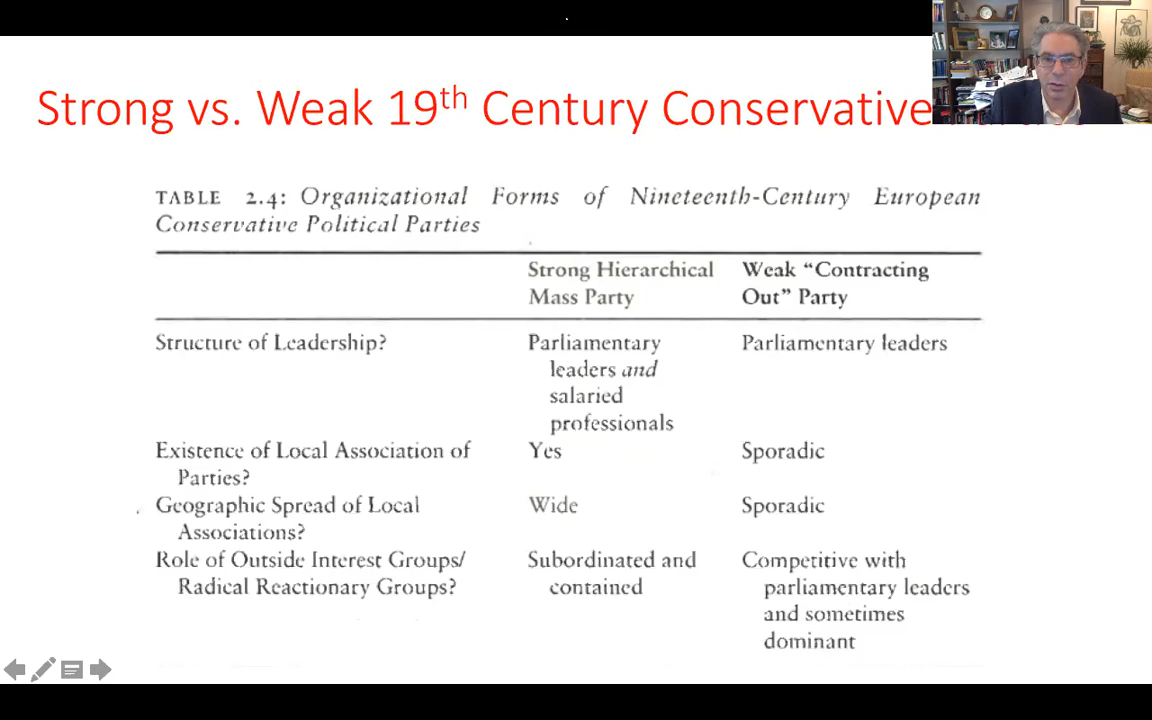 Strong vs. Weak 19th Century Conservative
TABLE 2.4: Organizational Forms of Nineteenth-Century European
Conservative Political Parties
Strong Hierarchical Weak “Contracting
Mass Party Out” Party
Structure of Leadership? Parliamentary Parliamentary leaders
leaders and
salaried
professionals
Existence of Local Association of Yes Sporadic
Parties?
Geographic Spread of Local Wide Sporadic
Associations?
Role of Outside Interest Groups/ Subordinated and Competitive with
Radical Reactionary Groups? contained parliamentary leaders
and sometimes
dominant